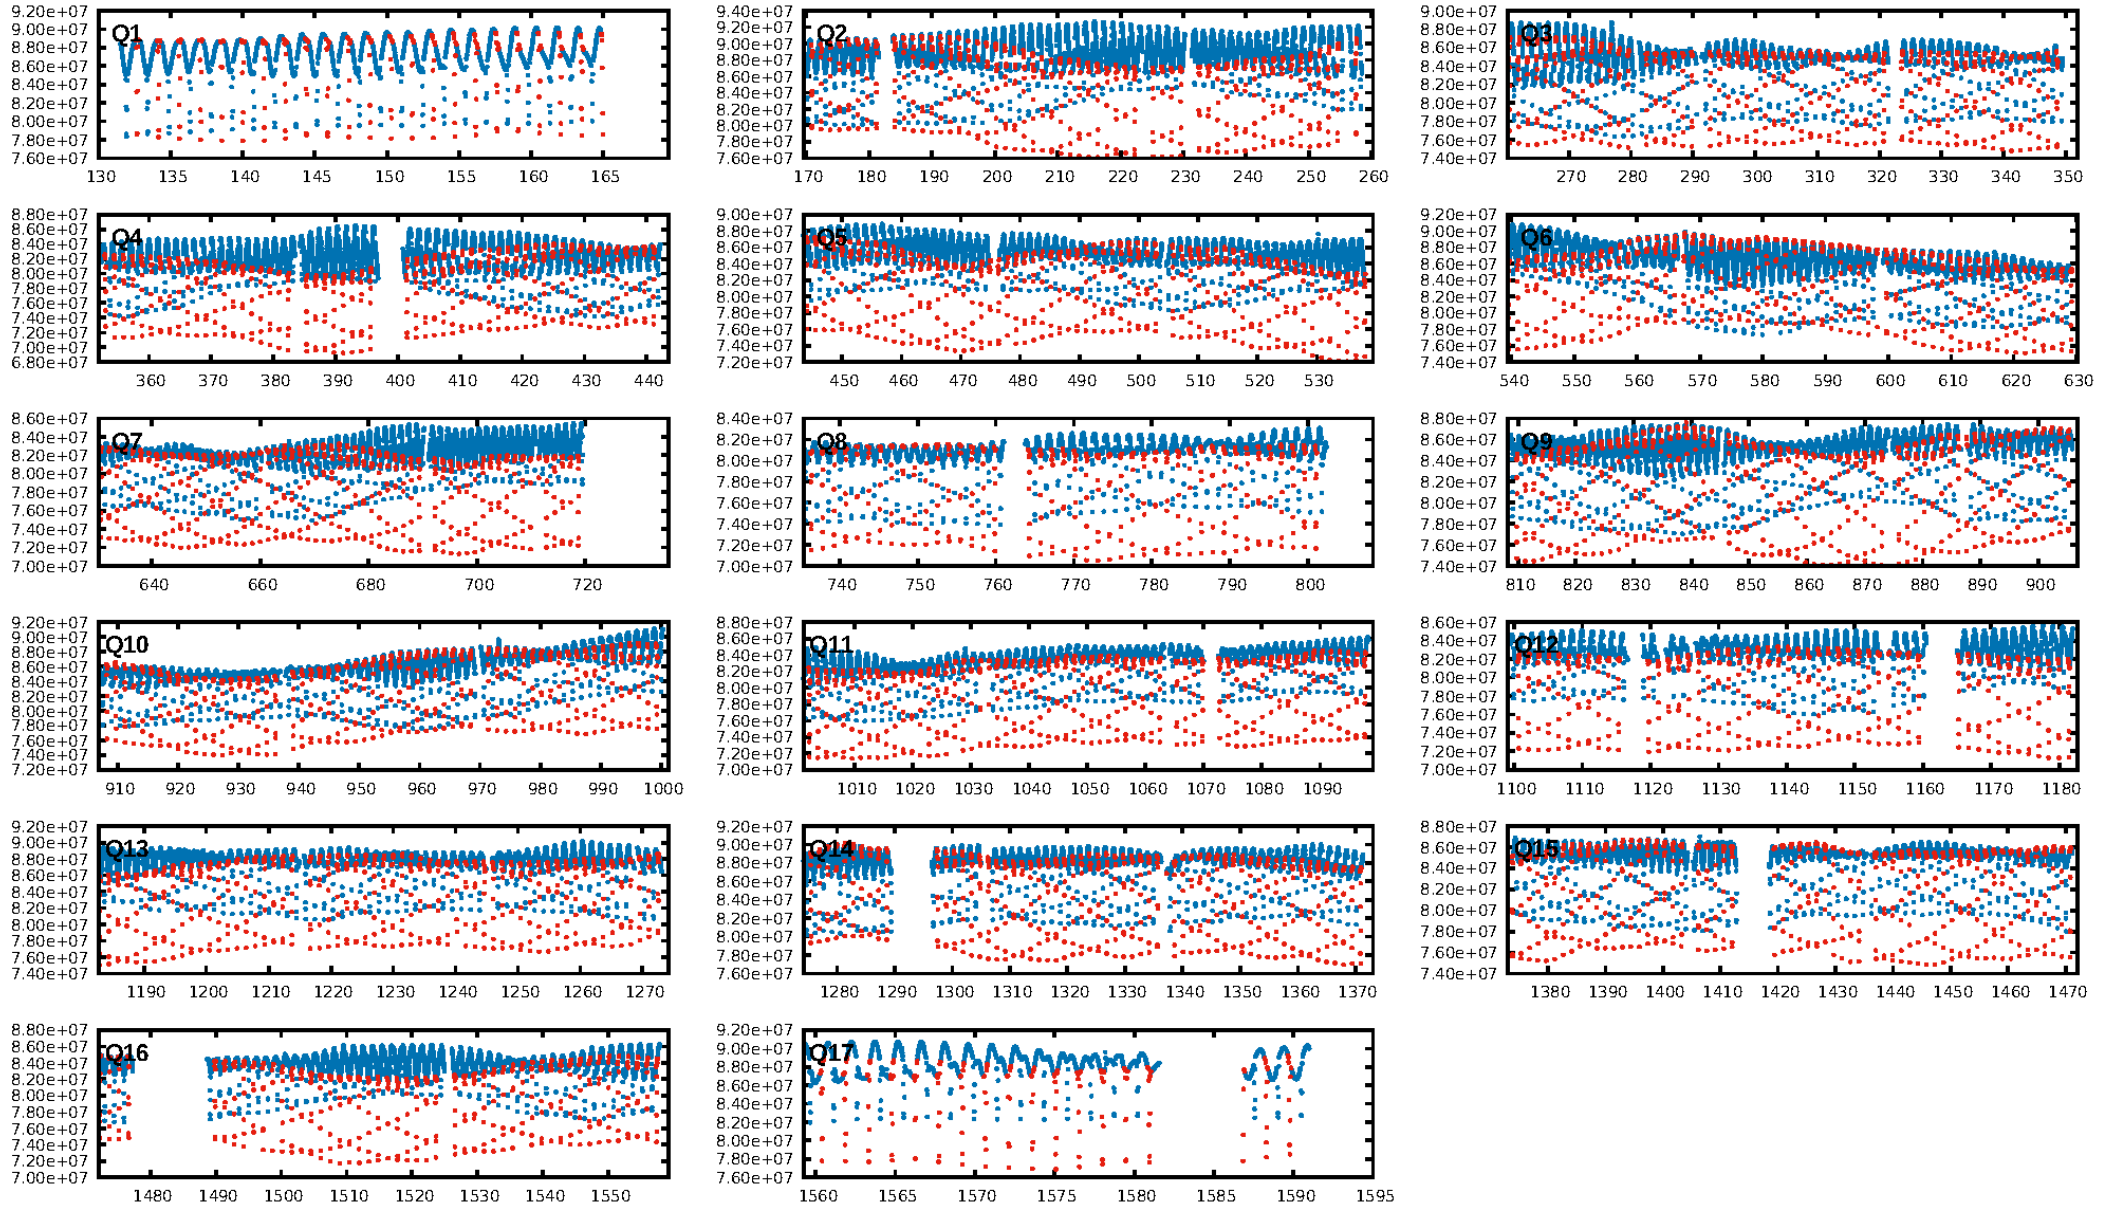 9.20e+07
9.00e+07
8.80e+07
8.60e+07
8.40e+07
8.20e+07
8.00e+07
7.80e+07
7.60e+07
Q1
130 135 140 145 150 155 160 165
9.40e+07
9.20e+07
9.00e+07
8.80e+07
8.60e+07
8.40e+07
8.20e+07
8.00e+07
7.80e+07
7.60e+07
Q2
170 180 190 200 210 220 230 240 250 260
9.00e+07
8.80e+07
8.60e+07
8.40e+07
8.20e+07
8.00e+07
7.80e+07
7.60e+07
7.40e+07
Q3
270 280 290 300 310 320 330 340 350
8.80e+07
8.60e+07
8.40e+07
8.20e+07
8.00e+07
7.80e+07
7.60e+07
7.40e+07
7.20e+07
7.00e+07
6.80e+07
Q4
360 370 380 390 400 410 420 430 440
9.00e+07
8.80e+07
8.60e+07
8.40e+07
8.20e+07
8.00e+07
7.80e+07
7.60e+07
7.40e+07
7.20e+07
Q5
450 460 470 480 490 500 510 520 530
9.20e+07
9.00e+07
8.80e+07
8.60e+07
8.40e+07
8.20e+07
8.00e+07
7.80e+07
7.60e+07
7.40e+07
Q6
540 550 560 570 580 590 600 610 620 630
8.60e+07
8.40e+07
8.20e+07
8.00e+07
7.80e+07
7.60e+07
7.40e+07
7.20e+07
7.00e+07
Q7
640 660 680 700 720
8.40e+07
8.20e+07
8.00e+07
7.80e+07
7.60e+07
7.40e+07
7.20e+07
7.00e+07
Q8
740 750 760 770 780 790 800
8.80e+07
8.60e+07
8.40e+07
8.20e+07
8.00e+07
7.80e+07
7.60e+07
7.40e+07
Q9
810 820 830 840 850 860 870 880 890 900
9.20e+07
9.00e+07
8.80e+07
8.60e+07
8.40e+07
8.20e+07
8.00e+07
7.80e+07
7.60e+07
7.40e+07
7.20e+07
Q10
910 920 930 940 950 960 970 980 990 1000
8.80e+07
8.60e+07
8.40e+07
8.20e+07
8.00e+07
7.80e+07
7.60e+07
7.40e+07
7.20e+07
7.00e+07
Q11
1010 1020 1030 1040 1050 1060 1070 1080 1090
8.60e+07
8.40e+07
8.20e+07
8.00e+07
7.80e+07
7.60e+07
7.40e+07
7.20e+07
7.00e+07
Q12
1100 1110 1120 1130 1140 1150 1160 1170 1180
9.20e+07
9.00e+07
8.80e+07
8.60e+07
8.40e+07
8.20e+07
8.00e+07
7.80e+07
7.60e+07
7.40e+07
Q13
1190 1200 1210 1220 1230 1240 1250 1260 1270
9.20e+07
9.00e+07
8.80e+07
8.60e+07
8.40e+07
8.20e+07
8.00e+07
7.80e+07
7.60e+07
Q14
1280 1290 1300 1310 1320 1330 1340 1350 1360 1370
8.80e+07
8.60e+07
8.40e+07
8.20e+07
8.00e+07
7.80e+07
7.60e+07
7.40e+07
Q15
1380 1390 1400 1410 1420 1430 1440 1450 1460 1470
8.80e+07
8.60e+07
8.40e+07
8.20e+07
8.00e+07
7.80e+07
7.60e+07
7.40e+07
7.20e+07
7.00e+07
Q16
1480 1490 1500 1510 1520 1530 1540 1550
9.20e+07
9.00e+07
8.80e+07
8.60e+07
8.40e+07
8.20e+07
8.00e+07
7.80e+07
7.60e+07
Q17
1560 1565 1570 1575 1580 1585 1590 1595